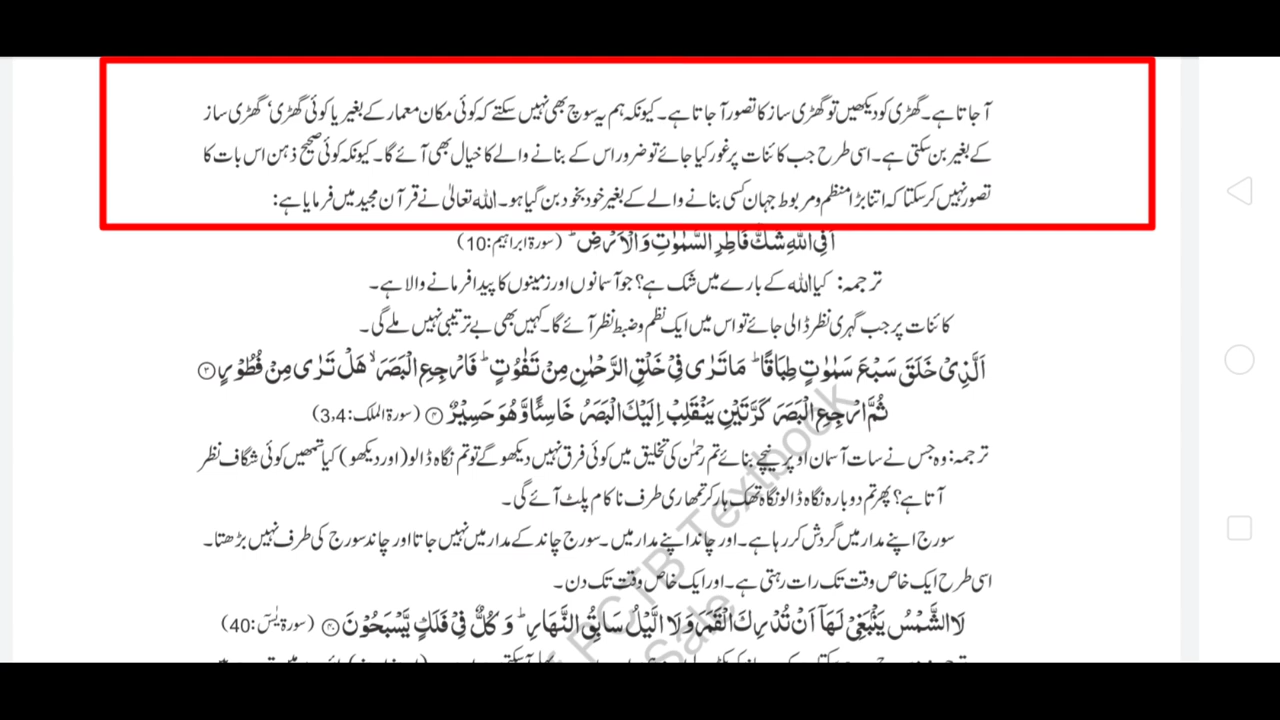 آ جاتا ہے۔ گھڑی کو دیکھیں تو گھڑی ساز کا تصور آ جاتا ہے۔ کیونکہ ہم یہ سوچ بھی نہیں سکتے کہ کوئی مکان معمار کے بغیر یا کوئی گھڑی، گھڑی ساز
کے بغیر بن سکتی ہے۔ اسی طرح جب کائنات پر غور کیا جائے تو ضرور اس کے بنانے والے کا خیال بھی آئے گا۔ کیونکہ کوئی صحیح ذہن اس بات کا
تصور نہیں کر سکتا کہ اتنا بڑا منظم و مربوط جہان کسی بنانے والے کے بغیر خود بخود بن گیا ہو۔ اللہ تعالیٰ نے قرآن مجید میں فرمایا ہے:
اَفِی اللّٰهِ شَكٌّ فَاطِرِ السَّمٰوٰتِ وَالْاَرْضِ ؕ (سورۃ ابراہیم:10)
ترجمہ: کیا اللہ کے بارے میں شک ہے؟ جو آسمانوں اور زمینوں کا پیدا فرمانے والا ہے۔
کائنات پر جب گہری نظر ڈالی جائے تو اس میں ایک نظم و ضبط نظر آئے گا۔ کہیں بھی بے ترتیبی نہیں ملے گی۔
الَّذِیْ خَلَقَ سَبْعَ سَمٰوٰتٍ طِبَاقًا ؕ مَا تَرٰی فِیْ خَلْقِ الرَّحْمٰنِ مِنْ تَفٰوُتٍ ؕ فَارْجِعِ الْبَصَرَ ۙ هَلْ تَرٰی مِنْ فُطُوْرٍ ۝۳
ثُمَّ ارْجِعِ الْبَصَرَ كَرَّتَیْنِ یَنْقَلِبْ اِلَیْكَ الْبَصَرُ خَاسِئًا وَّهُوَ حَسِیْرٌ ۝۴ (سورۃ الملک:3,4)
ترجمہ: وہ جس نے سات آسمان اوپر نیچے بنائے تم رحمٰن کی تخلیق میں کوئی فرق نہیں دیکھو گے تو تم نگاہ ڈالو (اور دیکھو) کیا تمھیں کوئی شگاف نظر
آتا ہے؟ پھر تم دوبارہ نگاہ ڈالو نگاہ تھک ہار کر تمھاری طرف ناکام پلٹ آئے گی۔
سورج اپنے مدار میں گردش کر رہا ہے۔ اور چاند اپنے مدار میں۔ سورج چاند کے مدار میں نہیں جاتا اور چاند سورج کی طرف نہیں بڑھتا۔
اسی طرح ایک خاص وقت تک رات رہتی ہے۔ اور ایک خاص وقت تک دن۔
لَا الشَّمْسُ یَنْۢبَغِیْ لَهَاۤ اَنْ تُدْرِكَ الْقَمَرَ وَلَا الَّیْلُ سَابِقُ النَّهَارِ ؕ وَكُلٌّ فِیْ فَلَكٍ یَّسْبَحُوْنَ ۝۴۰ (سورۃ یٰسٓ:40)
PCTB Textbook
Sale